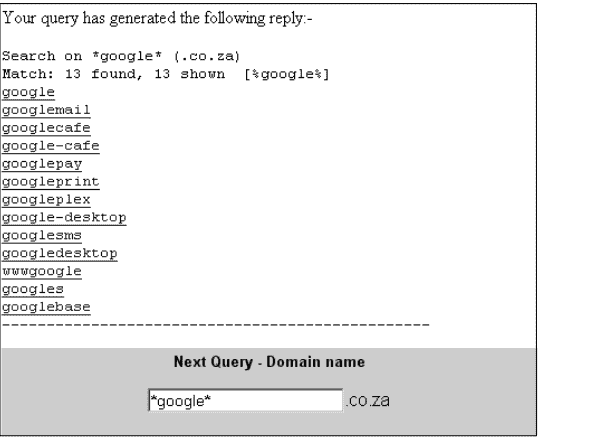 Your query has generated the following reply:-
Search on *google* (.co.za)
Match: 13 found, 13 shown [%google%]
google
googlemail
googlecafe
google-cafe
googlepay
googleprint
googleplex
google-desktop
googlesms
googledesktop
wwwgoogle
googles
googlebase
------------------------------------------------
Next Query - Domain name
*google* .co.za